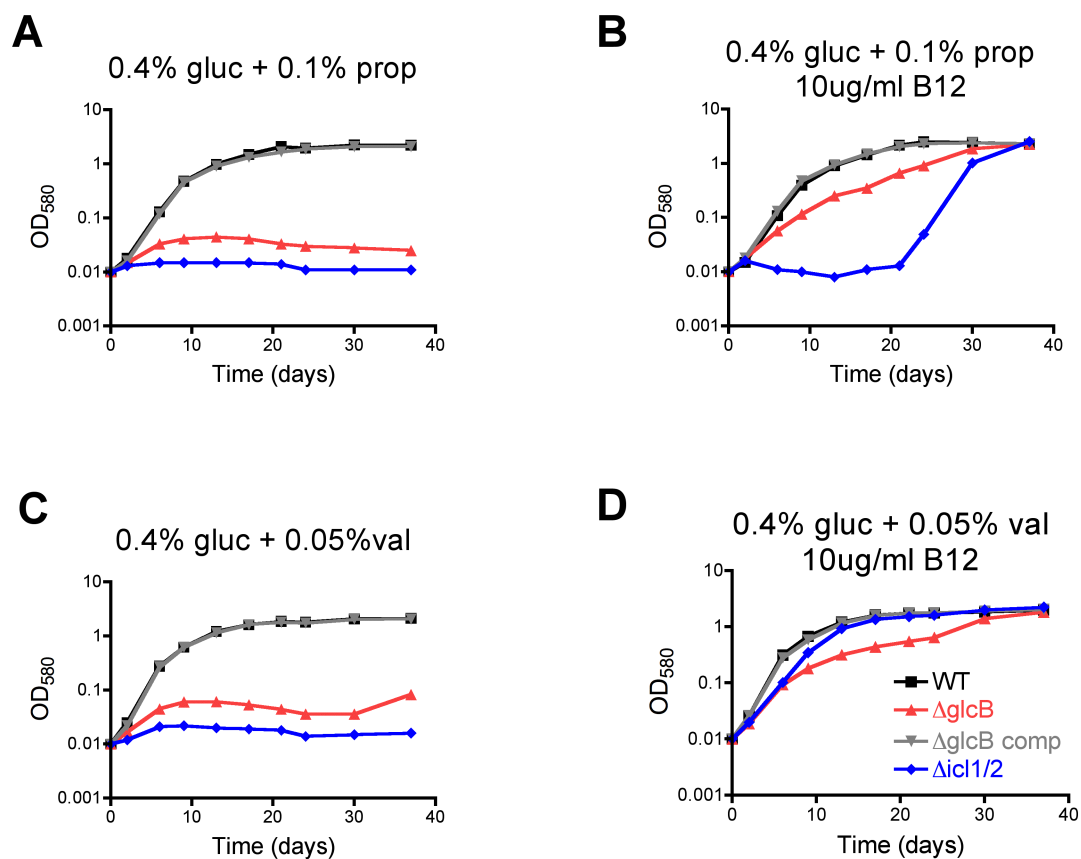 A
0.4% gluc + 0.1% prop
10
1
0.1
0.01
0.001
OD580
0
10
20
30
40
Time (days)
B
0.4% gluc + 0.1% prop
10ug/ml B12
10
1
0.1
0.01
0.001
OD580
0
10
20
30
40
Time (days)
C
0.4% gluc + 0.05%val
10
1
0.1
0.01
0.001
OD580
0
10
20
30
40
Time (days)
D
0.4% gluc + 0.05% val
10ug/ml B12
10
1
0.1
0.01
0.001
OD580
WT
ΔglcB
ΔglcB comp
Δicl1/2
0
10
20
30
40
Time (days)